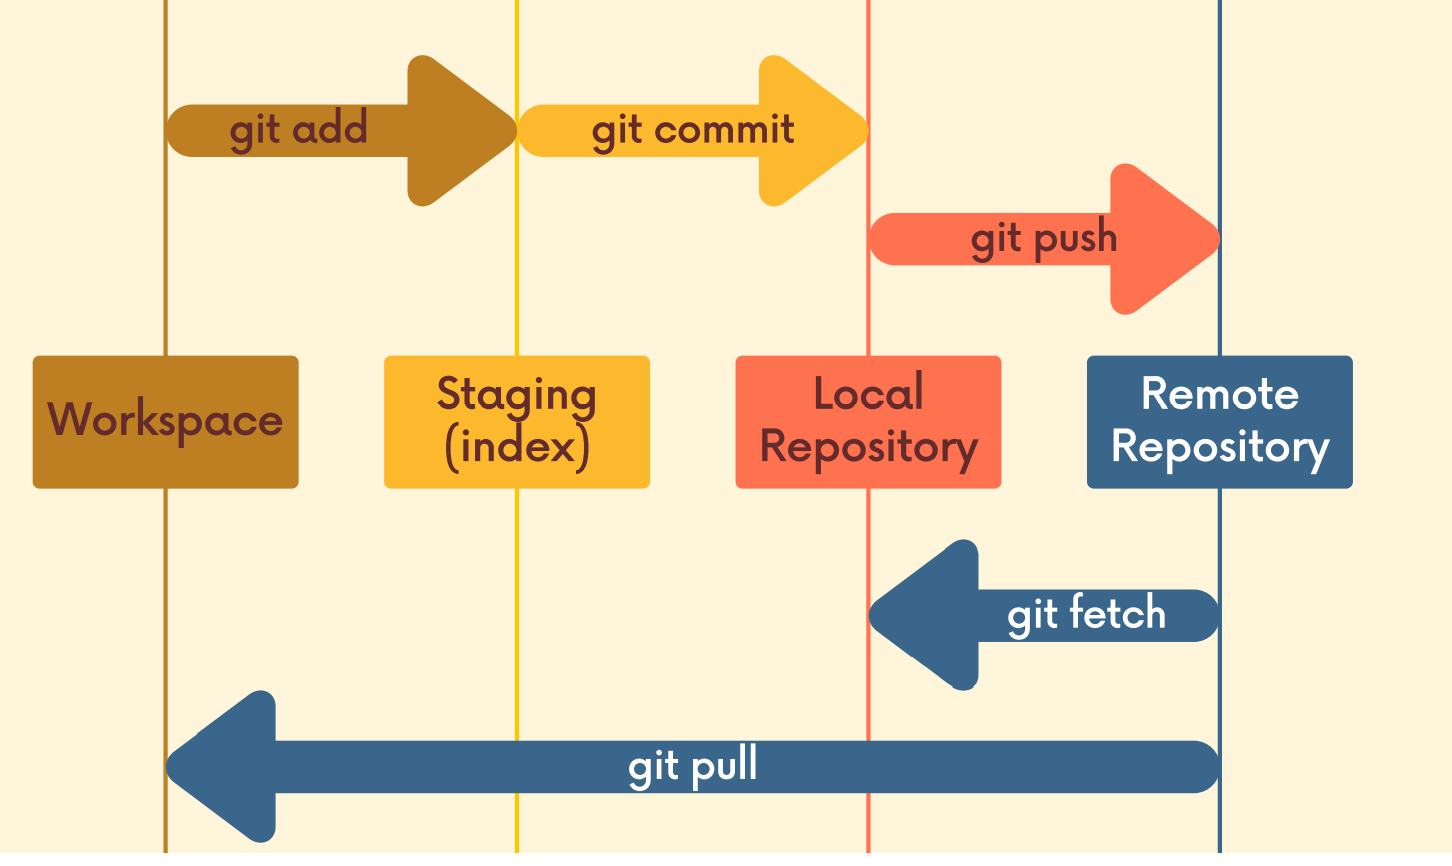 git add
git commit
git push
Workspace
Staging
(index)
Local
Repository
Remote
Repository
git fetch
git pull